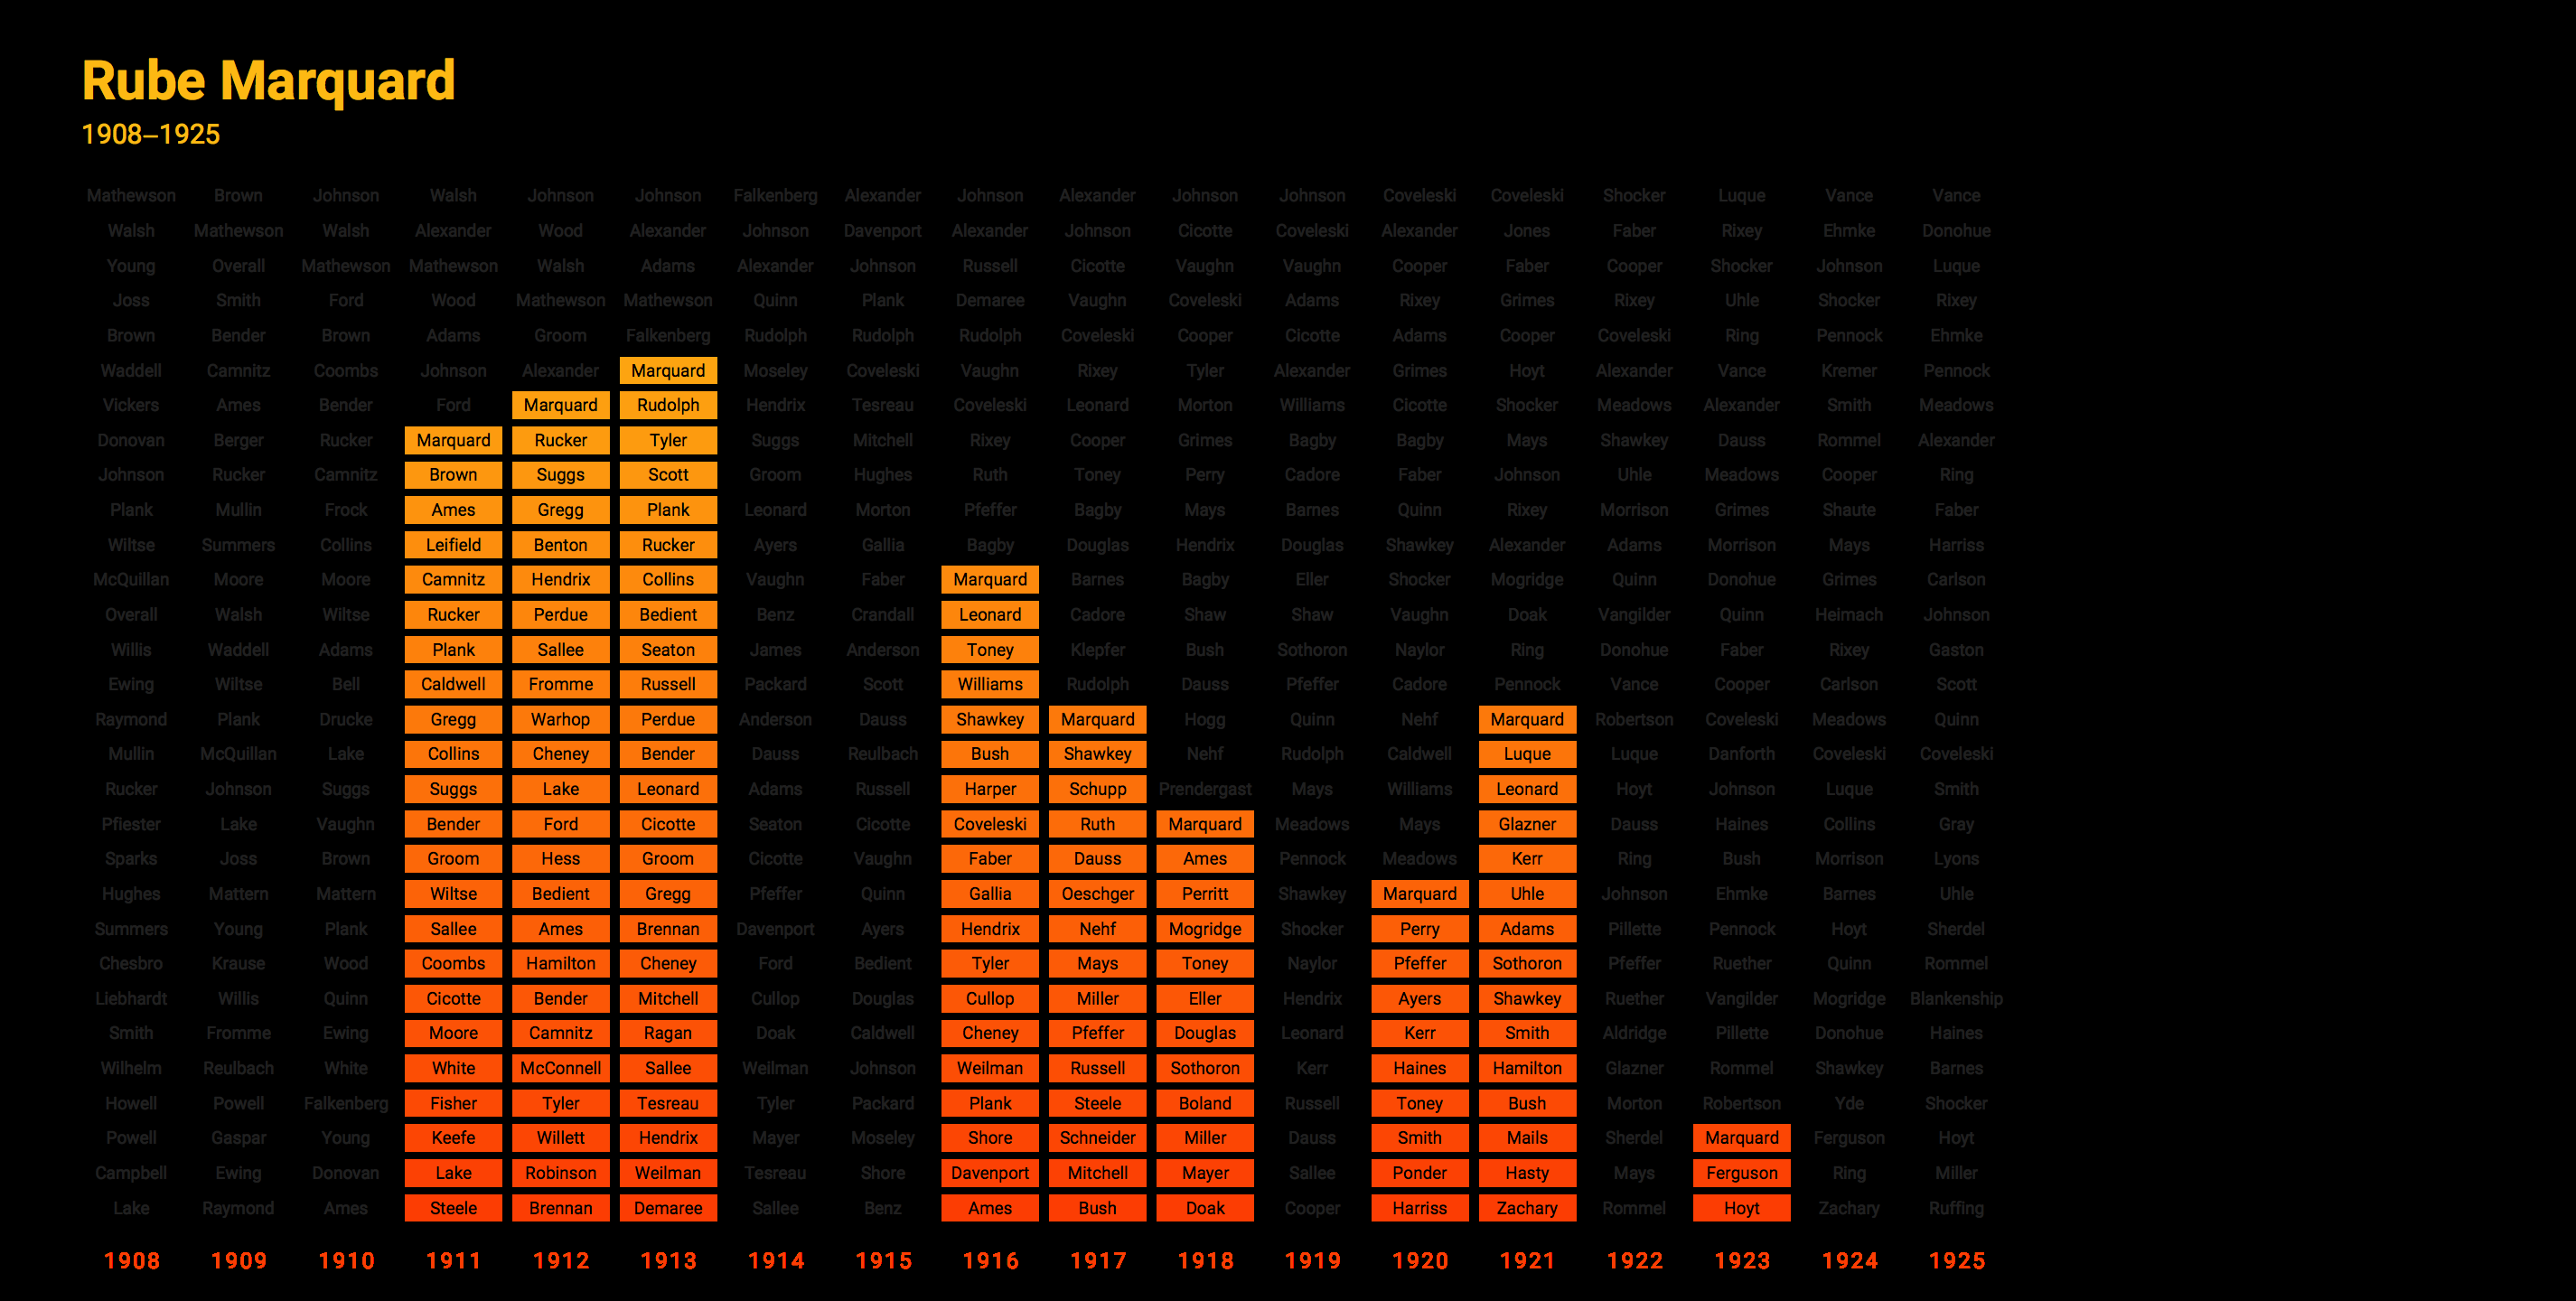 Rube Marquard
1908–1925
Mathewson Brown Johnson Walsh Johnson Johnson Falkenberg Alexander Johnson Alexander Johnson Johnson Coveleski Coveleski Shocker Luque Vance Vance
Walsh Mathewson Walsh Alexander Wood Alexander Johnson Davenport Alexander Johnson Cicotte Coveleski Alexander Jones Faber Rixey Ehmke Donohue
Young Overall Mathewson Mathewson Walsh Adams Alexander Johnson Russell Cicotte Vaughn Vaughn Cooper Faber Cooper Shocker Johnson Luque
Joss Smith Ford Wood Mathewson Mathewson Quinn Plank Demaree Vaughn Coveleski Adams Rixey Grimes Rixey Uhle Shocker Rixey
Brown Bender Brown Adams Groom Falkenberg Rudolph Rudolph Rudolph Coveleski Cooper Cicotte Adams Cooper Coveleski Ring Pennock Ehmke
Waddell Camnitz Coombs Johnson Alexander Marquard Moseley Coveleski Vaughn Rixey Tyler Alexander Grimes Hoyt Alexander Vance Kremer Pennock
Vickers Ames Bender Ford Marquard Rudolph Hendrix Tesreau Coveleski Leonard Morton Williams Cicotte Shocker Meadows Alexander Smith Meadows
Donovan Berger Rucker Marquard Rucker Tyler Suggs Mitchell Rixey Cooper Grimes Bagby Bagby Mays Shawkey Dauss Rommel Alexander
Johnson Rucker Camnitz Brown Suggs Scott Groom Hughes Ruth Toney Perry Cadore Faber Johnson Uhle Meadows Cooper Ring
Plank Mullin Frock Ames Gregg Plank Leonard Morton Pfeffer Bagby Mays Barnes Quinn Rixey Morrison Grimes Shaute Faber
Wiltse Summers Collins Leifield Benton Rucker Ayers Gallia Bagby Douglas Hendrix Douglas Shawkey Alexander Adams Morrison Mays Harriss
McQuillan Moore Moore Camnitz Hendrix Collins Vaughn Faber Marquard Barnes Bagby Eller Shocker Mogridge Quinn Donohue Grimes Carlson
Overall Walsh Wiltse Rucker Perdue Bedient Benz Crandall Leonard Cadore Shaw Shaw Vaughn Doak Vangilder Quinn Heimach Johnson
Willis Waddell Adams Plank Sallee Seaton James Anderson Toney Klepfer Bush Sothoron Naylor Ring Donohue Faber Rixey Gaston
Ewing Wiltse Bell Caldwell Fromme Russell Packard Scott Williams Rudolph Dauss Pfeffer Cadore Pennock Vance Cooper Carlson Scott
Raymond Plank Drucke Gregg Warhop Perdue Anderson Dauss Shawkey Marquard Hogg Quinn Nehf Marquard Robertson Coveleski Meadows Quinn
Mullin McQuillan Lake Collins Cheney Bender Dauss Reulbach Bush Shawkey Nehf Rudolph Caldwell Luque Luque Danforth Coveleski Coveleski
Rucker Johnson Suggs Suggs Lake Leonard Adams Russell Harper Schupp Prendergast Mays Williams Leonard Hoyt Johnson Luque Smith
Pfiester Lake Vaughn Bender Ford Cicotte Seaton Cicotte Coveleski Ruth Marquard Meadows Mays Glazner Dauss Haines Collins Gray
Sparks Joss Brown Groom Hess Groom Cicotte Vaughn Faber Dauss Ames Pennock Meadows Kerr Ring Bush Morrison Lyons
Hughes Mattern Mattern Wiltse Bedient Gregg Pfeffer Quinn Gallia Oeschger Perritt Shawkey Marquard Uhle Johnson Ehmke Barnes Uhle
Summers Young Plank Sallee Ames Brennan Davenport Ayers Hendrix Nehf Mogridge Shocker Perry Adams Pillette Pennock Hoyt Sherdel
Chesbro Krause Wood Coombs Hamilton Cheney Ford Bedient Tyler Mays Toney Naylor Pfeffer Sothoron Pfeffer Ruether Quinn Rommel
Liebhardt Willis Quinn Cicotte Bender Mitchell Cullop Douglas Cullop Miller Eller Hendrix Ayers Shawkey Ruether Vangilder Mogridge Blankenship
Smith Fromme Ewing Moore Camnitz Ragan Doak Caldwell Cheney Pfeffer Douglas Leonard Kerr Smith Aldridge Pillette Donohue Haines
Wilhelm Reulbach White White McConnell Sallee Weilman Johnson Weilman Russell Sothoron Kerr Haines Hamilton Glazner Rommel Shawkey Barnes
Howell Powell Falkenberg Fisher Tyler Tesreau Tyler Packard Plank Steele Boland Russell Toney Bush Morton Robertson Yde Shocker
Powell Gaspar Young Keefe Willett Hendrix Mayer Moseley Shore Schneider Miller Dauss Smith Mails Sherdel Marquard Ferguson Hoyt
Campbell Ewing Donovan Lake Robinson Weilman Tesreau Shore Davenport Mitchell Mayer Sallee Ponder Hasty Mays Ferguson Ring Miller
Lake Raymond Ames Steele Brennan Demaree Sallee Benz Ames Bush Doak Cooper Harriss Zachary Rommel Hoyt Zachary Ruffing
1908 1909 1910 1911 1912 1913 1914 1915 1916 1917 1918 1919 1920 1921 1922 1923 1924 1925